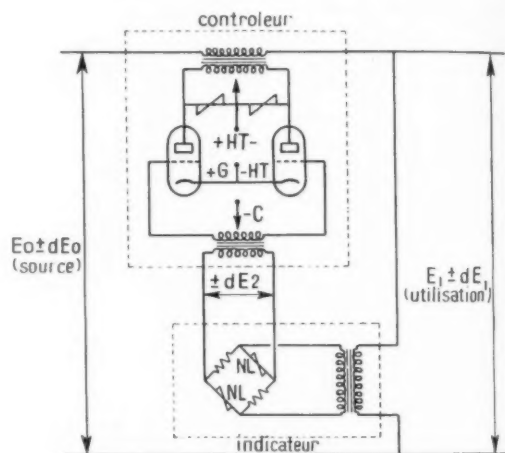 controleur
+HT-
+G -HT
-C
Eo±dEo
(source)
± dE2
E₁ ± dE₁
(utilisation)
NL
NL
indicateur